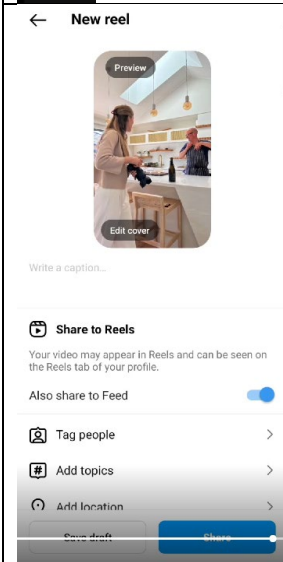 New reel
Preview
Edit cover
Write a caption...
Share to Reels
Your video may appear in Reels and can be seen on
the Reels tab of your profile.
Also share to Feed
Tag people
# Add topics
Add location
Save draft
Share